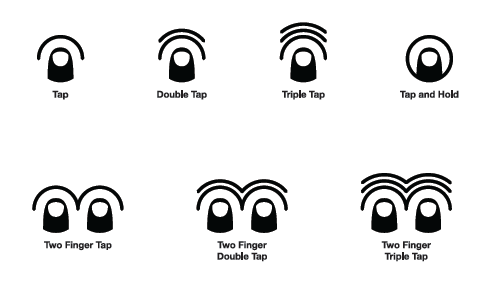 Tap
Double Tap
Triple Tap
Tap and Hold
Two Finger Tap
Two Finger
Double Tap
Two Finger
Triple Tap